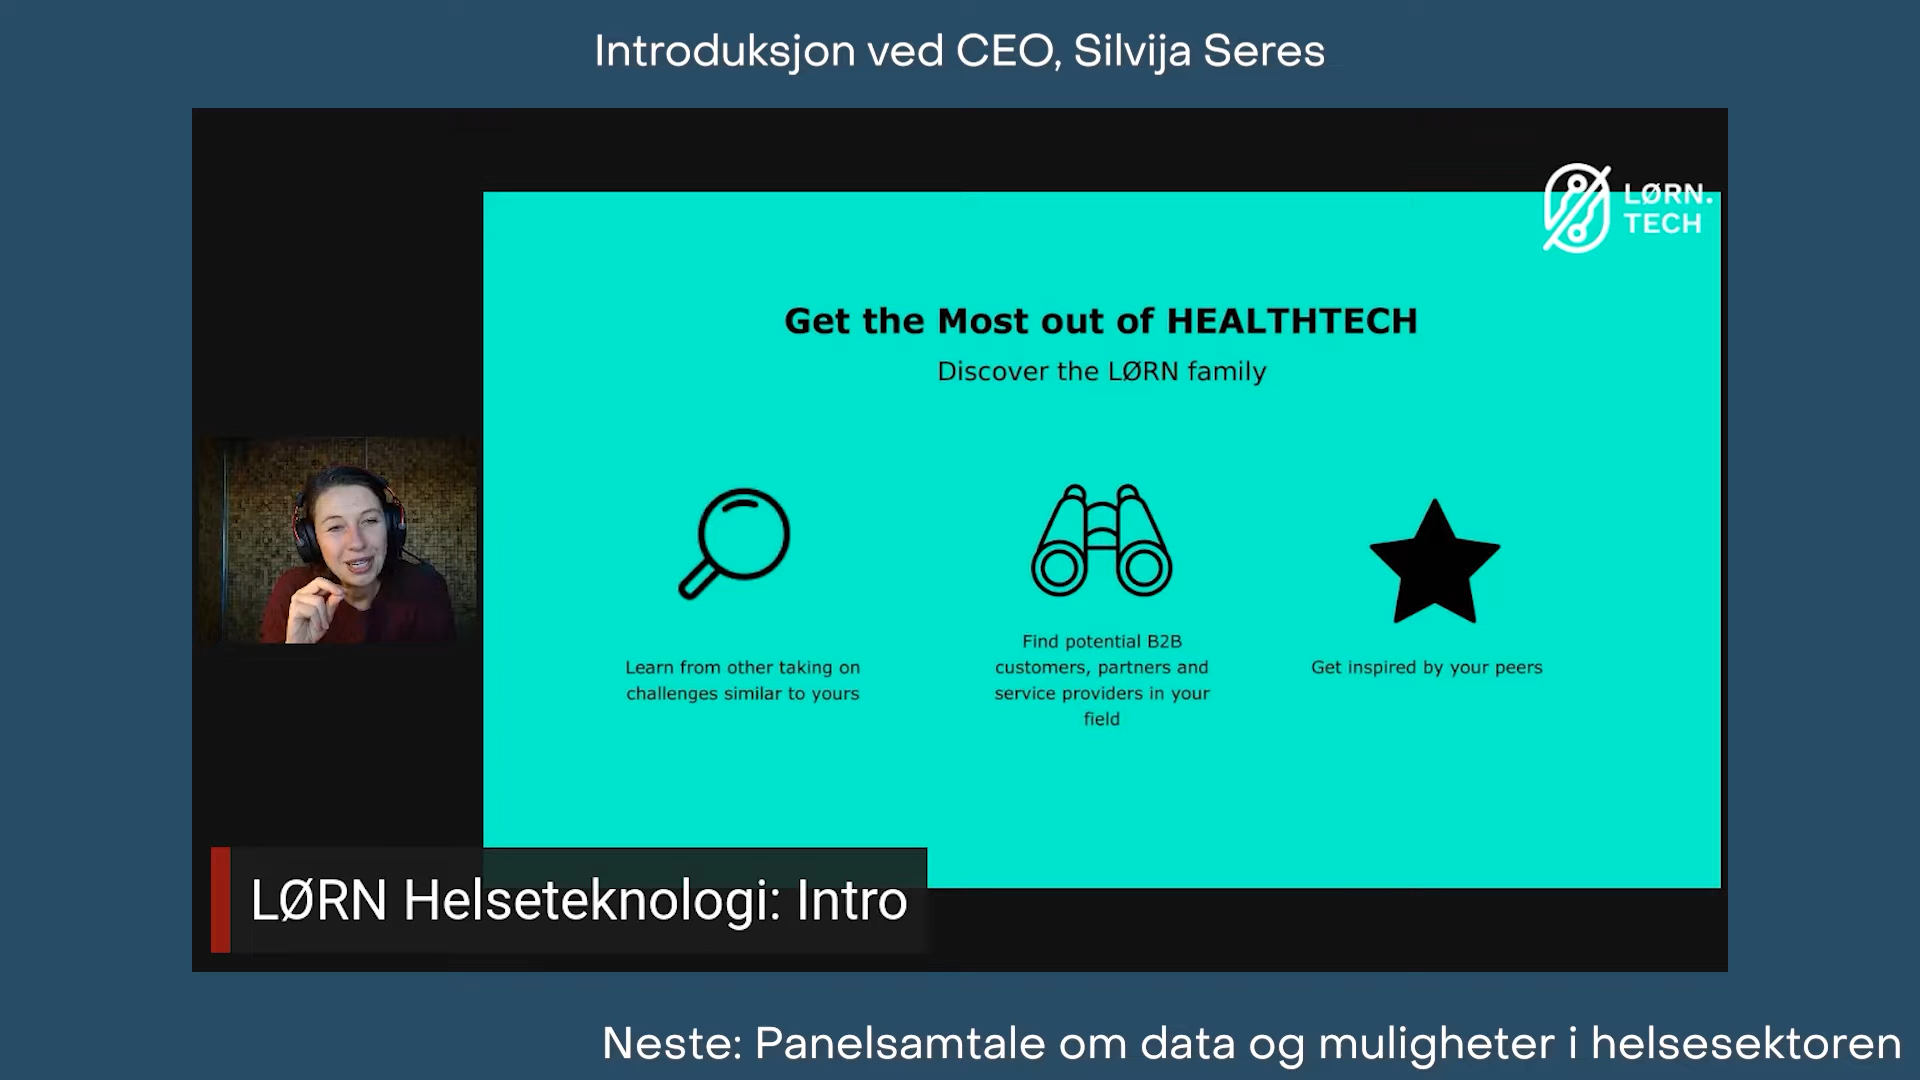 Introduksjon ved CEO, Silvija Seres
LØRN.
TECH
Get the Most out of HEALTHTECH
Discover the LØRN family
Learn from other taking on
challenges similar to yours
Find potential B2B
customers, partners and
service providers in your
field
Get inspired by your peers
LØRN Helseteknologi: Intro
Neste: Panelsamtale om data og muligheter i helsesektoren